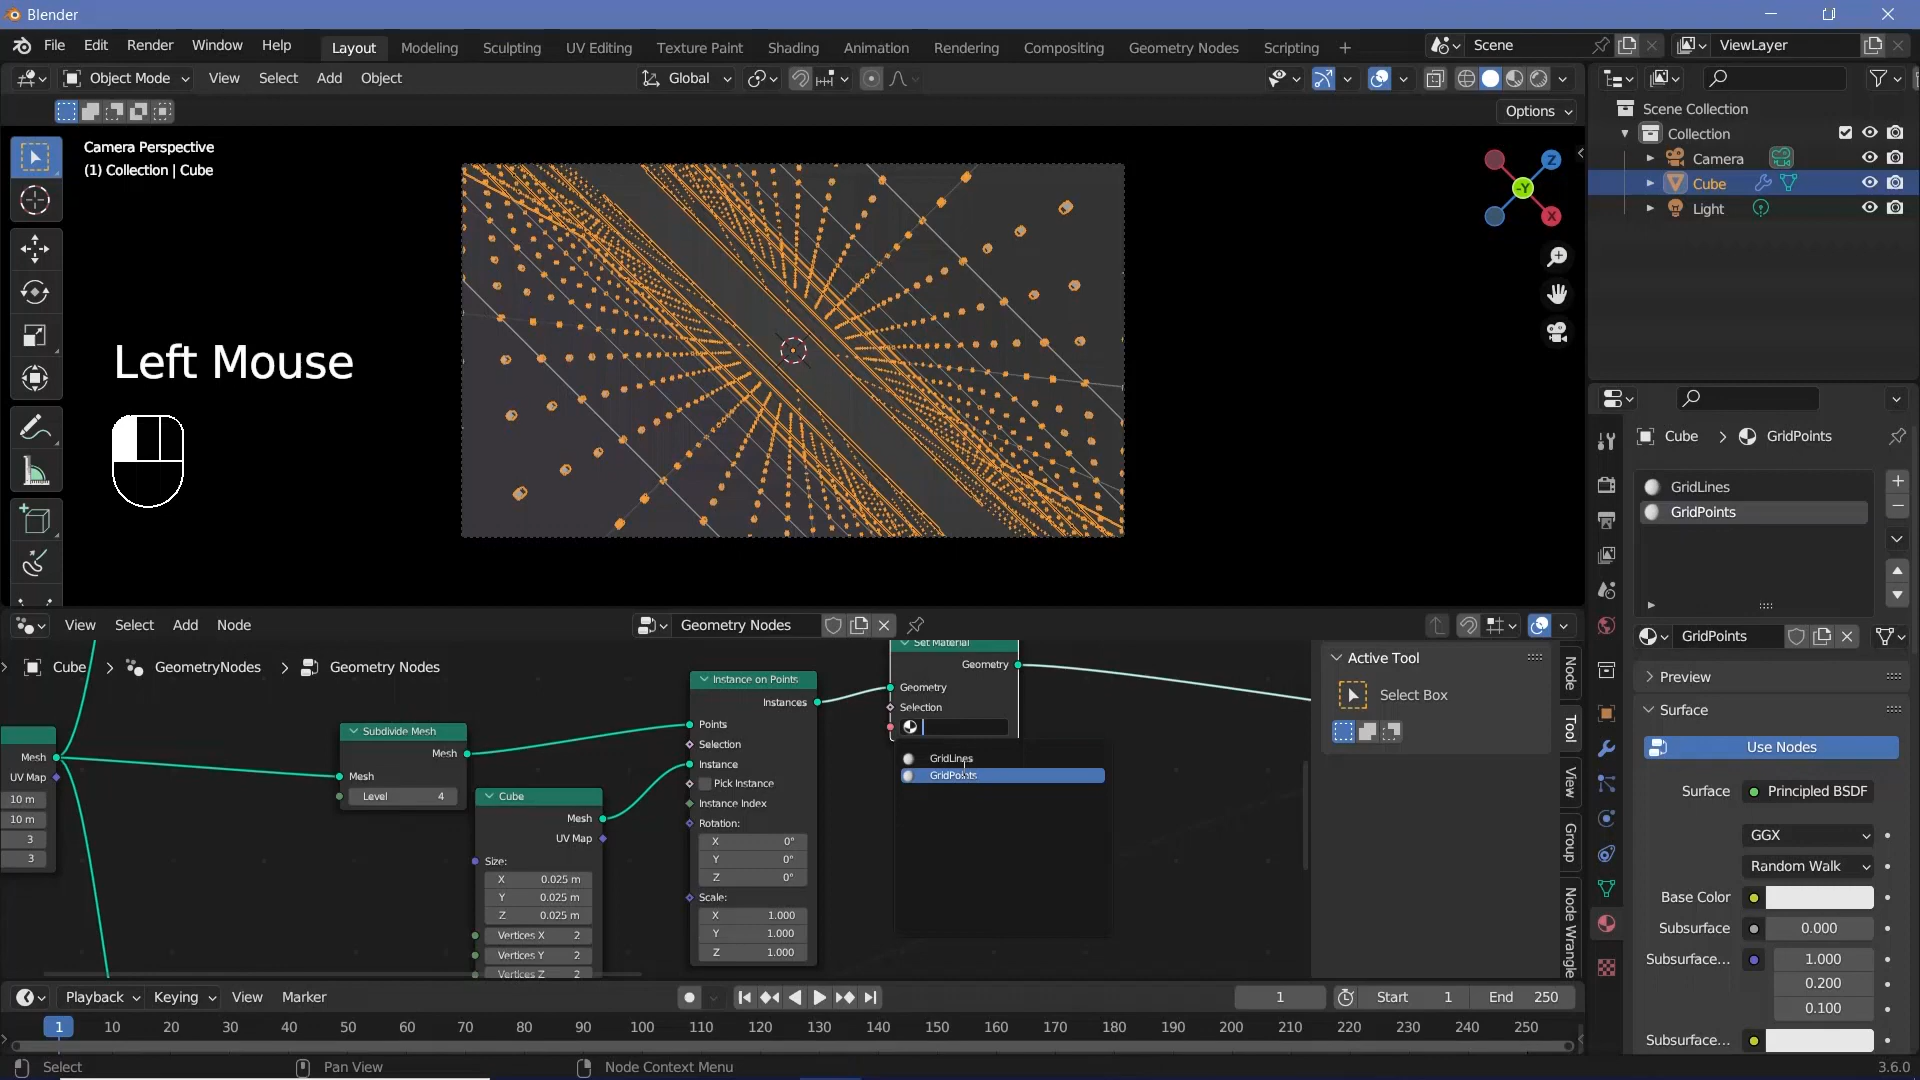 Blender
File Edit Render Window Help
Layout Modeling Sculpting UV Editing Texture Paint Shading Animation Rendering Compositing Geometry Nodes Scripting +
Scene
ViewLayer
Object Mode View Select Add Object
Global
Options
Camera Perspective
(1) Collection | Cube
Z
-Y
X
Left Mouse
Scene Collection
Collection
Camera
Cube
Light
Cube > GridPoints
GridLines
GridPoints
GridPoints
Preview
Surface
Use Nodes
Surface Principled BSDF
GGX
Random Walk
Base Color
Subsurface 0.000
Subsurface... 1.000
0.200
0.100
Subsurface...
View Select Add Node
Geometry Nodes
Cube > GeometryNodes > Geometry Nodes
Mesh
UV Map
10 m
10 m
3
3
Subdivide Mesh
Mesh
Mesh
Level 4
Cube
Mesh
UV Map
Size:
X 0.025 m
Y 0.025 m
Z 0.025 m
Vertices X 2
Vertices Y 2
Vertices Z 2
Instance on Points
Instances
Points
Selection
Instance
Pick Instance
Instance Index
Rotation:
X 0°
Y 0°
Z 0°
Scale:
X 1.000
Y 1.000
Z 1.000
Set Material
Geometry
Geometry
Selection
GridLines
GridPoints
Active Tool
Select Box
Node
Tool
View
Group
Node Wrangle
Playback Keying View Marker
1
Start 1
End 250
1 10 20 30 40 50 60 70 80 90 100 110 120 130 140 150 160 170 180 190 200 210 220 230 240 250
Select
Pan View
Node Context Menu
3.6.0